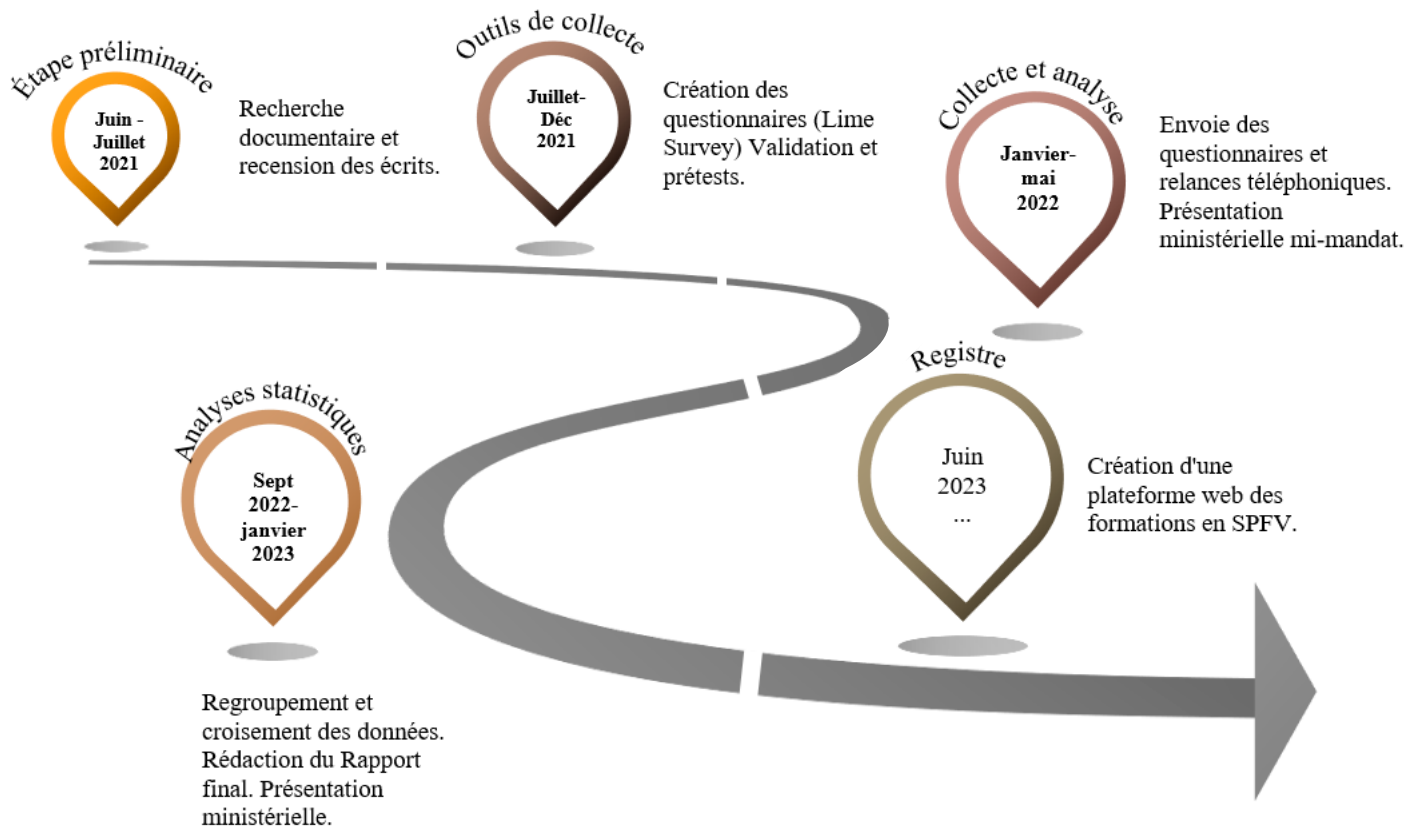 Étape préliminaire
Juin -
Juillet
2021
Recherche
documentaire et
recension des écrits.
Outils de collecte
Juillet-
Déc
2021
Création des
questionnaires (Lime
Survey) Validation et
prétests.
Collecte et analyse
Janvier-
mai
2022
Envoie des
questionnaires et
relances téléphoniques.
Présentation
ministérielle mi-mandat.
Analyses statistiques
Sept
2022-
janvier
2023
Regroupement et
croisement des données.
Rédaction du Rapport
final. Présentation
ministérielle.
Registre
Juin
2023
...
Création d'une
plateforme web des
formations en SPFV.